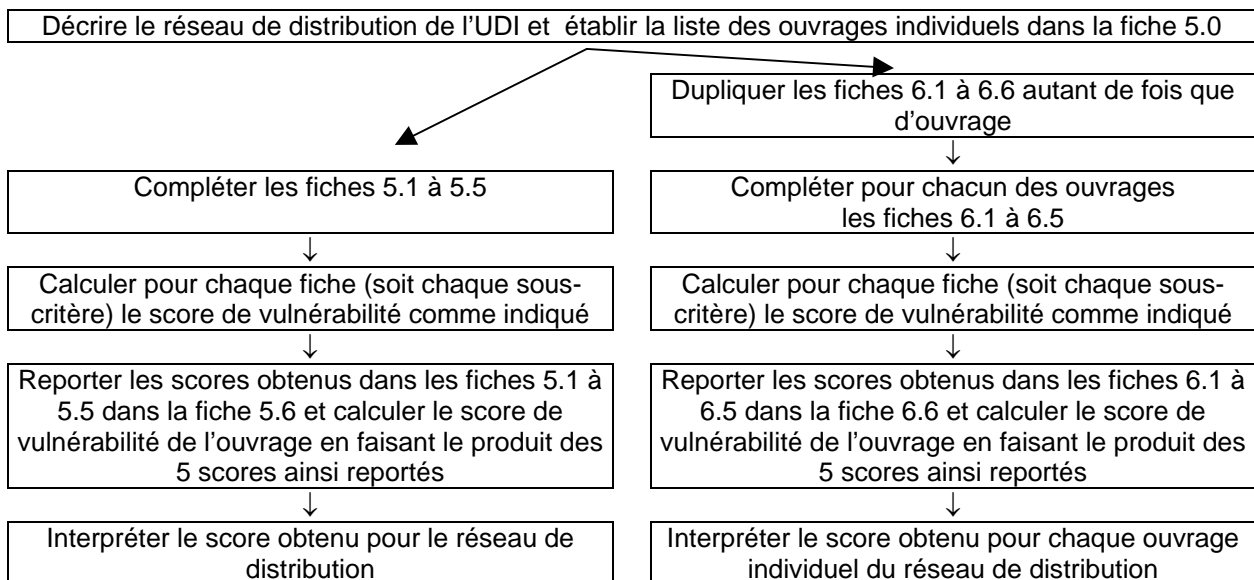 Décrire le réseau de distribution de l'UDI et  établir la liste des ouvrages individuels dans la fiche 5.0
Dupliquer les fiches 6.1 à 6.6 autant de fois que
d'ouvrage
↓
Compléter les fiches 5.1 à 5.5
↓
Calculer pour chaque fiche (soit chaque sous-
critère) le score de vulnérabilité comme indiqué
↓
Reporter les scores obtenus dans les fiches 5.1 à
5.5 dans la fiche 5.6 et calculer le score de
vulnérabilité de l'ouvrage en faisant le produit des
5 scores ainsi reportés
↓
Interpréter le score obtenu pour le réseau de
distribution
Compléter pour chacun des ouvrages
les fiches 6.1 à 6.5
↓
Calculer pour chaque fiche (soit chaque sous-
critère) le score de vulnérabilité comme indiqué
↓
Reporter les scores obtenus dans les fiches 6.1 à
6.5 dans la fiche 6.6 et calculer le score de
vulnérabilité de l'ouvrage en faisant le produit des
5 scores ainsi reportés
↓
Interpréter le score obtenu pour chaque ouvrage
individuel du réseau de distribution